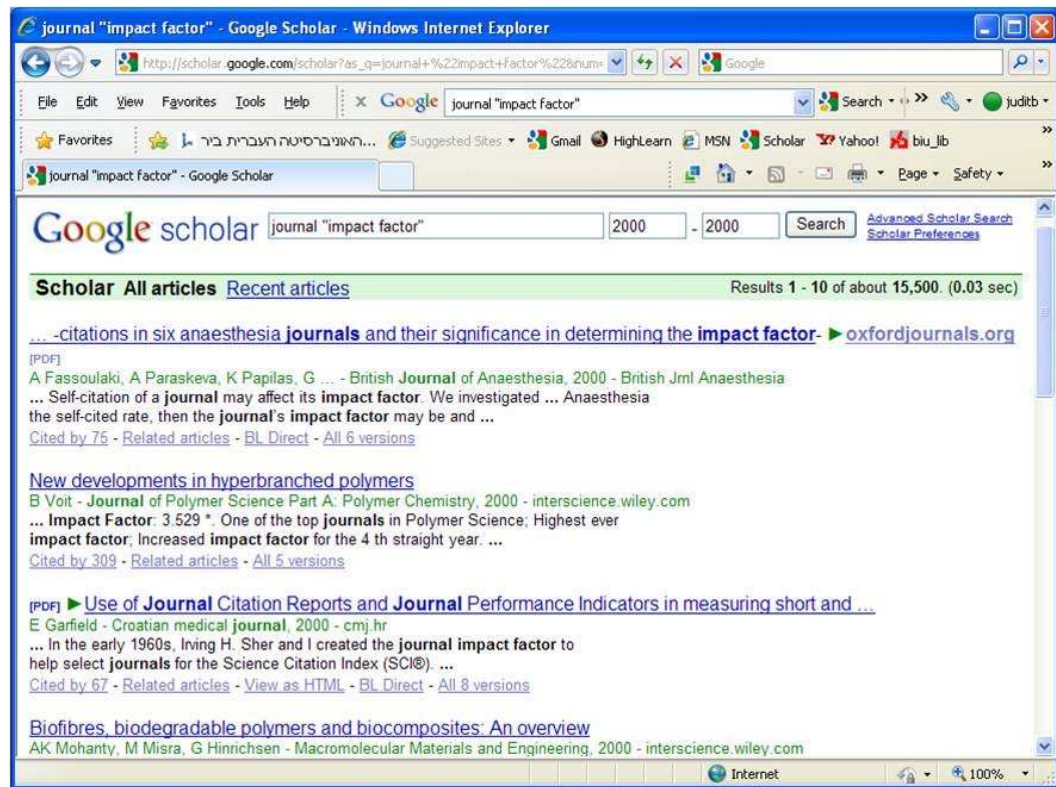 journal "impact factor" - Google Scholar - Windows Internet Explorer
http://scholar.google.com/scholar?as_q=journal+%22impact+factor%22&num= Google
File Edit View Favorites Tools Help x Google journal "impact factor" Search » juditb
Favorites האוניברסיטה העברית ביר... Suggested Sites Gmail HighLearn MSN Scholar Yahoo! biu_lib »
journal "impact factor" - Google Scholar Page Safety »
Google scholar journal "impact factor" 2000 - 2000 Search Advanced Scholar Search
Scholar Preferences
Scholar All articles Recent articles Results 1 - 10 of about 15,500. (0.03 sec)
... -citations in six anaesthesia journals and their significance in determining the impact factor- ►oxfordjournals.org
[PDF]
A Fassoulaki, A Paraskeva, K Papilas, G ... - British Journal of Anaesthesia, 2000 - British Jrnl Anaesthesia
... Self-citation of a journal may affect its impact factor. We investigated ... Anaesthesia
the self-cited rate, then the journal's impact factor may be and ...
Cited by 75 - Related articles - BL Direct - All 6 versions
New developments in hyperbranched polymers
B Voit - Journal of Polymer Science Part A: Polymer Chemistry, 2000 - interscience.wiley.com
... Impact Factor: 3.529 *. One of the top journals in Polymer Science; Highest ever
impact factor; Increased impact factor for the 4 th straight year. ...
Cited by 309 - Related articles - All 5 versions
[PDF] ►Use of Journal Citation Reports and Journal Performance Indicators in measuring short and ...
E Garfield - Croatian medical journal, 2000 - cmj.hr
... In the early 1960s, Irving H. Sher and I created the journal impact factor to
help select journals for the Science Citation Index (SCI®). ...
Cited by 67 - Related articles - View as HTML - BL Direct - All 8 versions
Biofibres, biodegradable polymers and biocomposites: An overview
AK Mohanty, M Misra, G Hinrichsen - Macromolecular Materials and Engineering, 2000 - interscience.wiley.com
Internet 100%